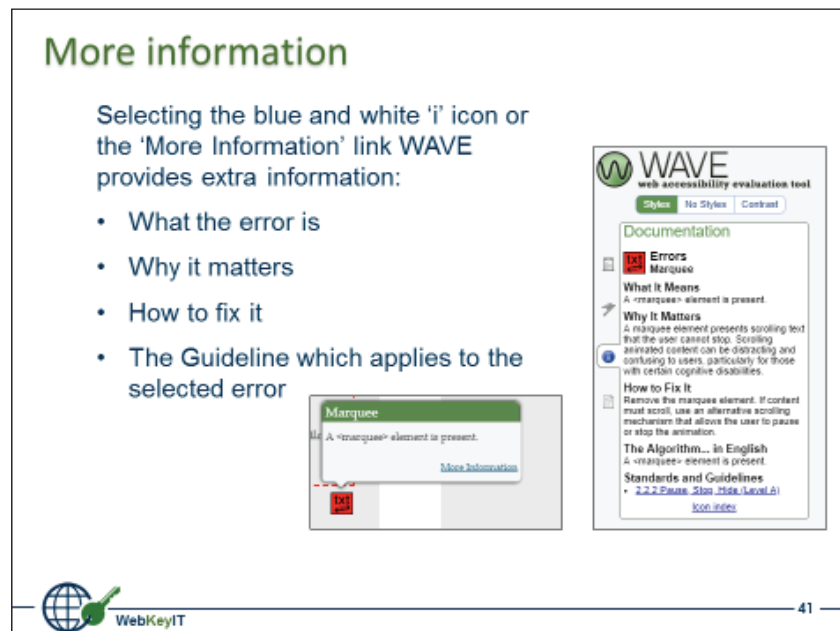 More information
Selecting the blue and white ‘i’ icon or
the ‘More Information’ link WAVE
provides extra information:
• What the error is
• Why it matters
• How to fix it
• The Guideline which applies to the
selected error
Marquee
A <marquee> element is present.
More Information
txt
WAVE
web accessibility evaluation tool
Styles No Styles Contrast
Documentation
txt
Errors
Marquee
What It Means
A <marquee> element is present.
Why It Matters
A marquee element presents scrolling text
that the user cannot stop. Scrolling
animated content can be distracting and
confusing to users, particularly for those
with certain cognitive disabilities.
How to Fix It
Remove the marquee element. If content
must scroll, use an alternative scrolling
mechanism that allows the user to pause
or stop the animation.
The Algorithm... in English
A <marquee> element is present.
Standards and Guidelines
• 2.2.2 Pause, Stop, Hide (Level A)
Icon index
WebKeyIT
41